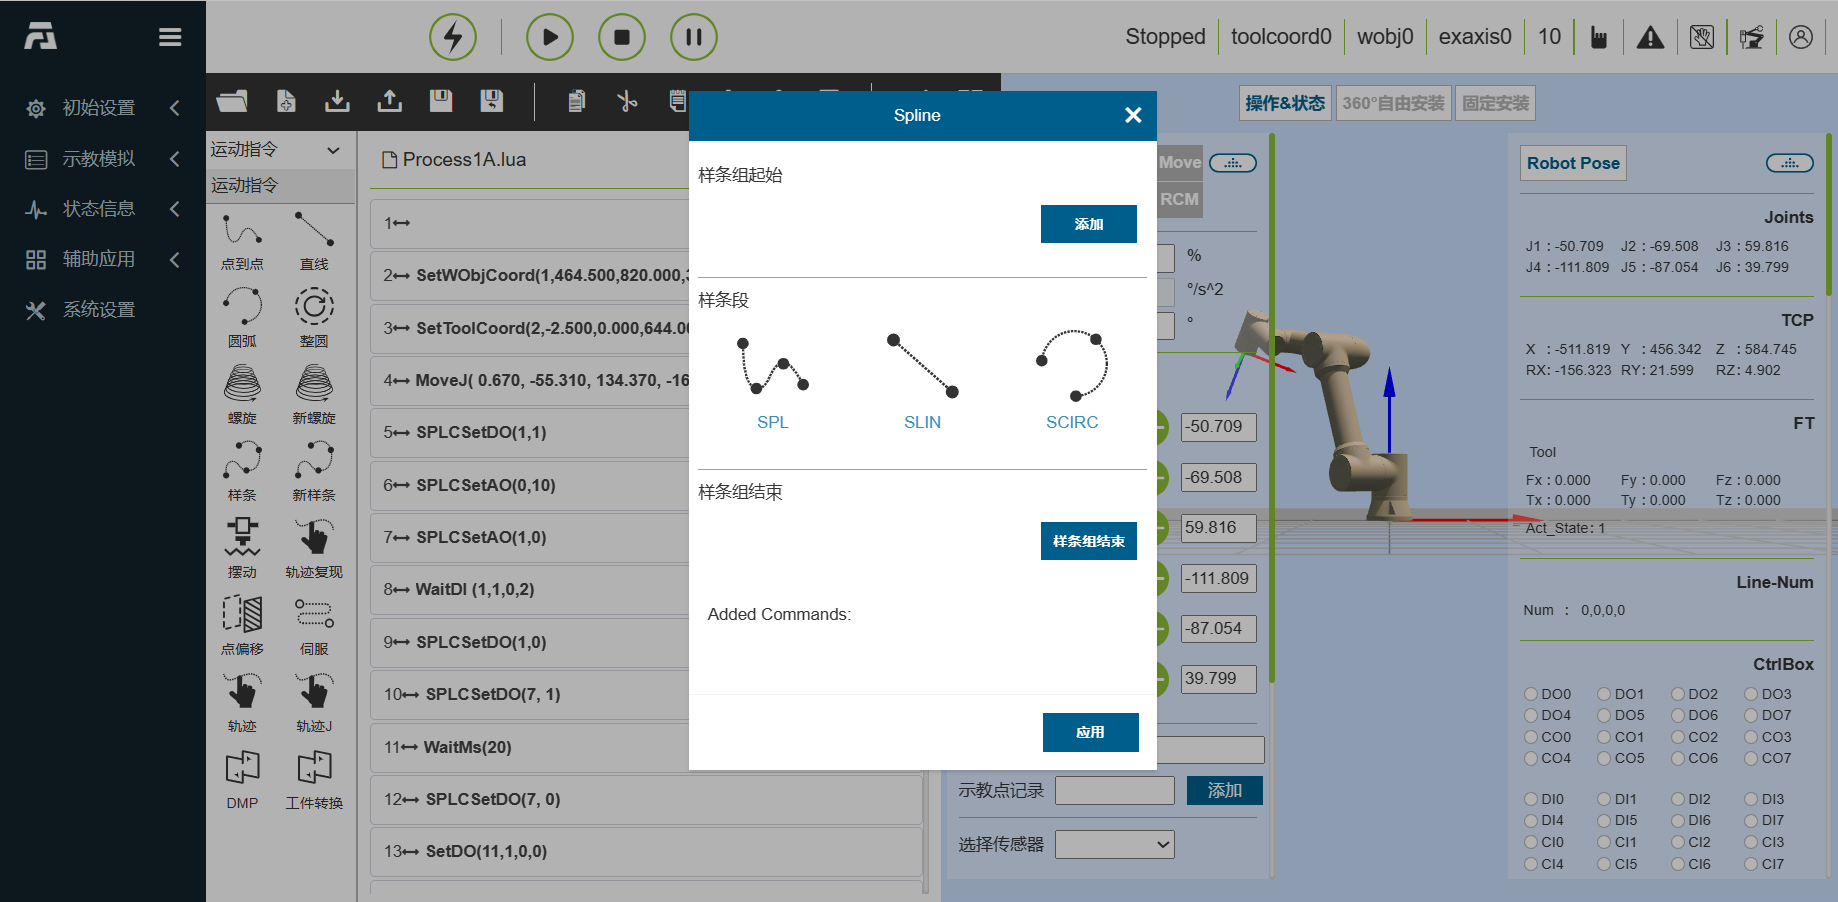 Stopped
toolcoord0
wobj0
exaxis0
10
初始设置
示教模拟
状态信息
辅助应用
系统设置
运动指令
运动指令
点到点
直线
圆弧
整圆
螺旋
新螺旋
样条
新样条
摆动
轨迹复现
点偏移
伺服
轨迹
轨迹J
DMP
工件转换
Process1A.lua
1
2 SetWObjCoord(1,464.500,820.000,
3 SetToolCoord(2,-2.500,0.000,644.00
4 MoveJ( 0.670, -55.310, 134.370, -16
5 SPLCSetDO(1,1)
6 SPLCSetAO(0,10)
7 SPLCSetAO(1,0)
8 WaitDI (1,1,0,2)
9 SPLCSetDO(1,0)
10 SPLCSetDO(7, 1)
11 WaitMs(20)
12 SPLCSetDO(7, 0)
13 SetDO(11,1,0,0)
Spline
样条组起始
添加
样条段
SPL
SLIN
SCIRC
样条组结束
样条组结束
Added Commands:
应用
Move
RCM
%
°/s^2
°
-50.709
-69.508
59.816
-111.809
-87.054
39.799
示教点记录
添加
选择传感器
操作&状态
360°自由安装
固定安装
Robot Pose
Joints
J1 : -50.709 J2 : -69.508 J3 : 59.816
J4 : -111.809 J5 : -87.054 J6 : 39.799
TCP
X : -511.819 Y : 456.342 Z : 584.745
RX: -156.323 RY: 21.599 RZ: 4.902
FT
Tool
Fx : 0.000 Fy : 0.000 Fz : 0.000
Tx : 0.000 Ty : 0.000 Tz : 0.000
Act_State: 1
Line-Num
Num : 0,0,0,0
CtrlBox
DO0 DO1 DO2 DO3
DO4 DO5 DO6 DO7
CO0 CO1 CO2 CO3
CO4 CO5 CO6 CO7
DI0 DI1 DI2 DI3
DI4 DI5 DI6 DI7
CI0 CI1 CI2 CI3
CI4 CI5 CI6 CI7